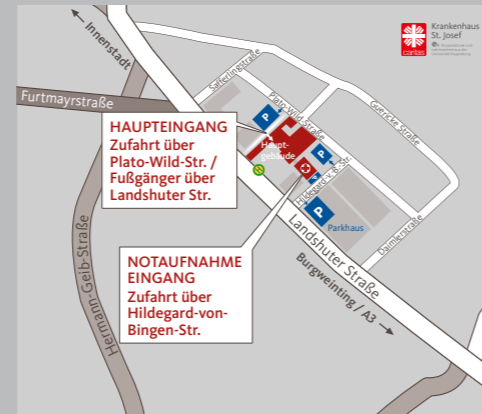 Krankenhaus
St. Josef
caritas
Innenstadt
Safferlingstraße
Furtmayrstraße
Plato-Wild-Straße
Guericke Straße
P
HAUPTEINGANG
Zufahrt über
Plato-Wild-Str. /
Fußgänger über
Landshuter Str.
Haupt-
gebäude
P
Hildegard-v.-B.-Str.
P
Parkhaus
Daimlerstraße
Landshuter Straße
Hermann-Geib-Straße
NOTAUFNAHME
EINGANG
Zufahrt über
Hildegard-von-
Bingen-Str.
Burgweinting / A3